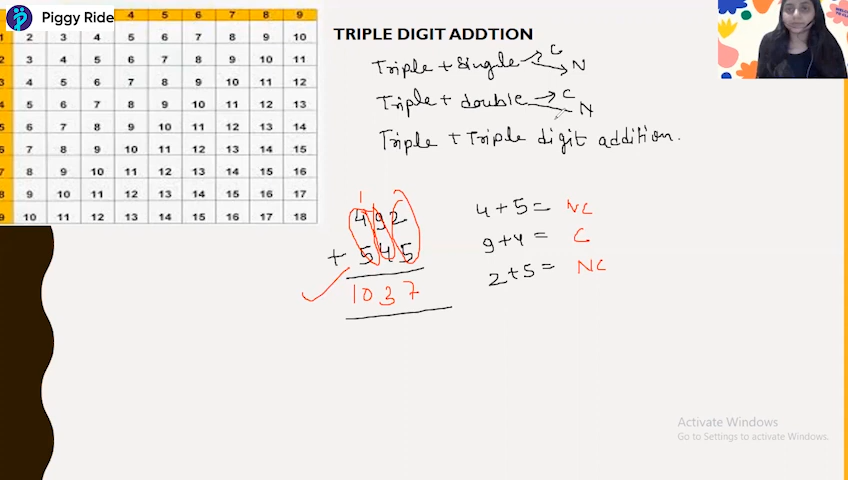 Piggy Ride
4 5 6 7 8 9
1 2 3 4 5 6 7 8 9 10
2 3 4 5 6 7 8 9 10 11
3 4 5 6 7 8 9 10 11 12
4 5 6 7 8 9 10 11 12 13
5 6 7 8 9 10 11 12 13 14
6 7 8 9 10 11 12 13 14 15
7 8 9 10 11 12 13 14 15 16
8 9 10 11 12 13 14 15 16 17
9 10 11 12 13 14 15 16 17 18
TRIPLE DIGIT ADDTION
Triple + single → C
→ N
Triple + double → C
N
Triple + Triple digit addition.
1
492
+ 545
1037
4+5= NC
9+4= C
2+5= NC
Activate Windows
Go to Settings to activate Windows.